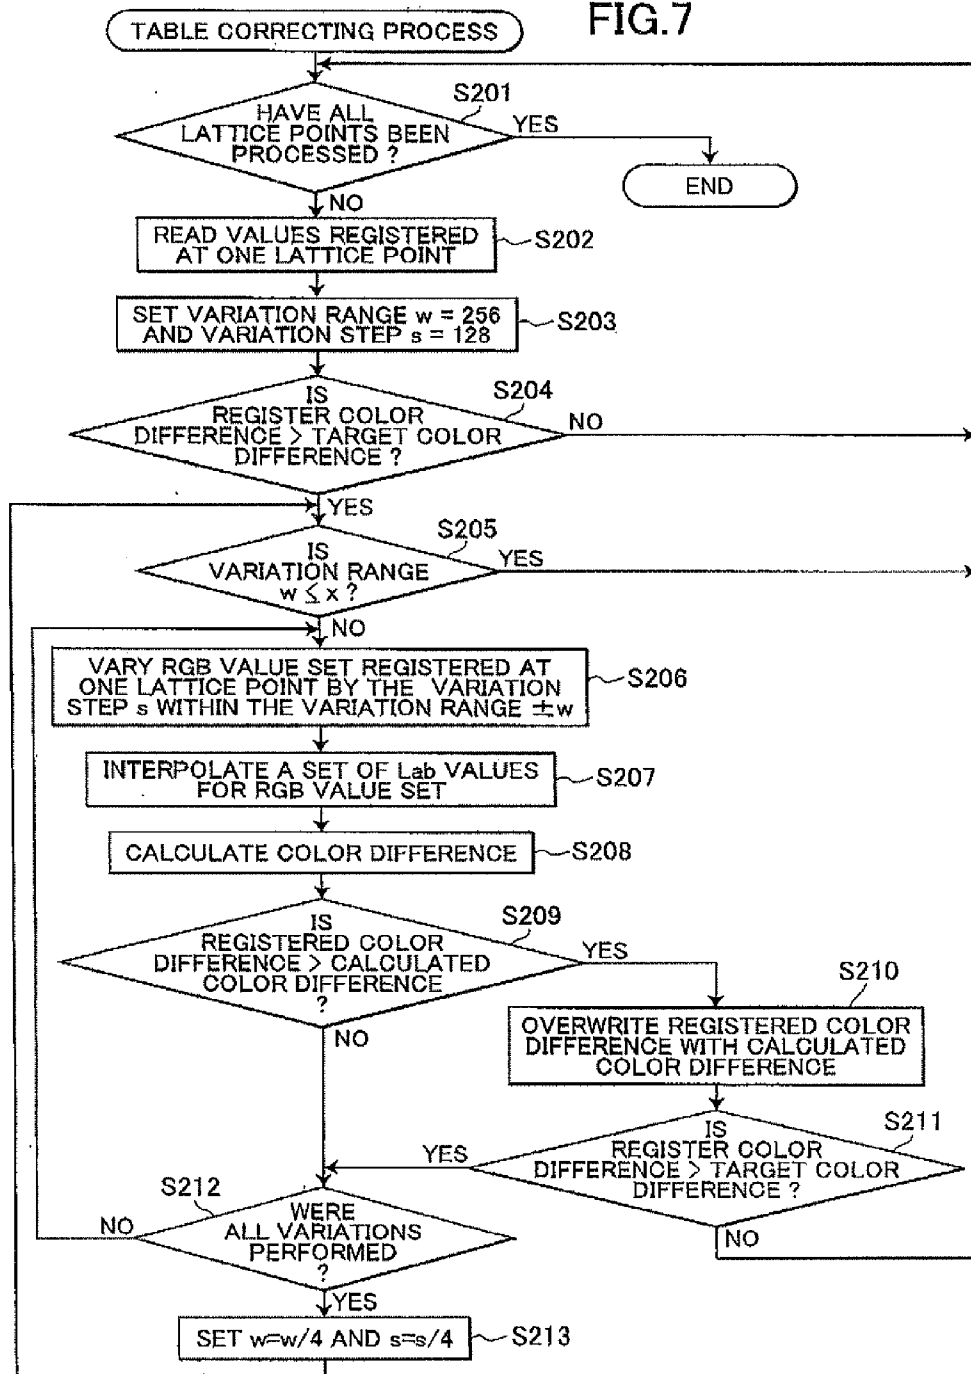 FIG.7
TABLE CORRECTING PROCESS
S201
HAVE ALL
LATTICE POINTS BEEN
PROCESSED ?
YES
END
NO
READ VALUES REGISTERED
AT ONE LATTICE POINT
S202
SET VARIATION RANGE w = 256
AND VARIATION STEP s = 128
S203
S204
IS
REGISTER COLOR
DIFFERENCE > TARGET COLOR
DIFFERENCE ?
NO
YES
S205
IS
VARIATION RANGE
w ≤ x ?
YES
NO
VARY RGB VALUE SET REGISTERED AT
ONE LATTICE POINT BY THE VARIATION
STEP s WITHIN THE VARIATION RANGE ±w
S206
INTERPOLATE A SET OF Lab VALUES
FOR RGB VALUE SET
S207
CALCULATE COLOR DIFFERENCE
S208
S209
IS
REGISTERED COLOR
DIFFERENCE > CALCULATED
COLOR DIFFERENCE
?
YES
NO
S210
OVERWRITE REGISTERED COLOR
DIFFERENCE WITH CALCULATED
COLOR DIFFERENCE
S211
IS
REGISTER COLOR
DIFFERENCE > TARGET COLOR
DIFFERENCE ?
YES
NO
S212
WERE
ALL VARIATIONS
PERFORMED
?
NO
YES
SET w=w/4 AND s=s/4
S213